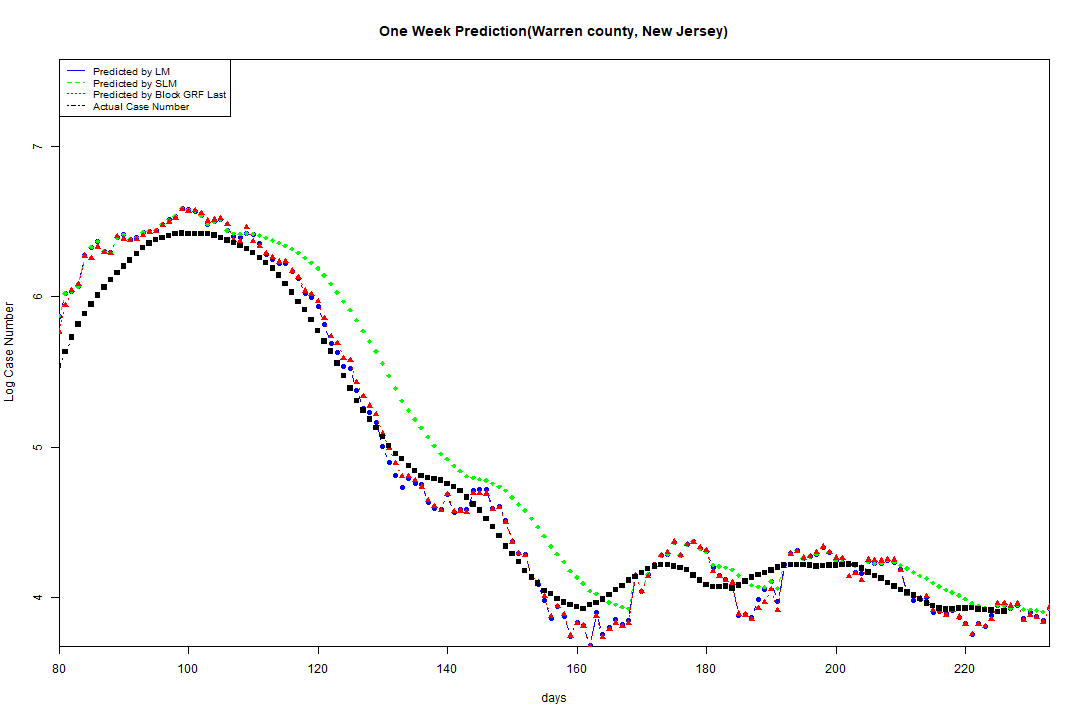 One Week Prediction(Warren county, New Jersey)
Predicted by LM
Predicted by SLM
Predicted by Block GRF Last
Actual Case Number
7
6
5
4
Log Case Number
80 100 120 140 160 180 200 220
days